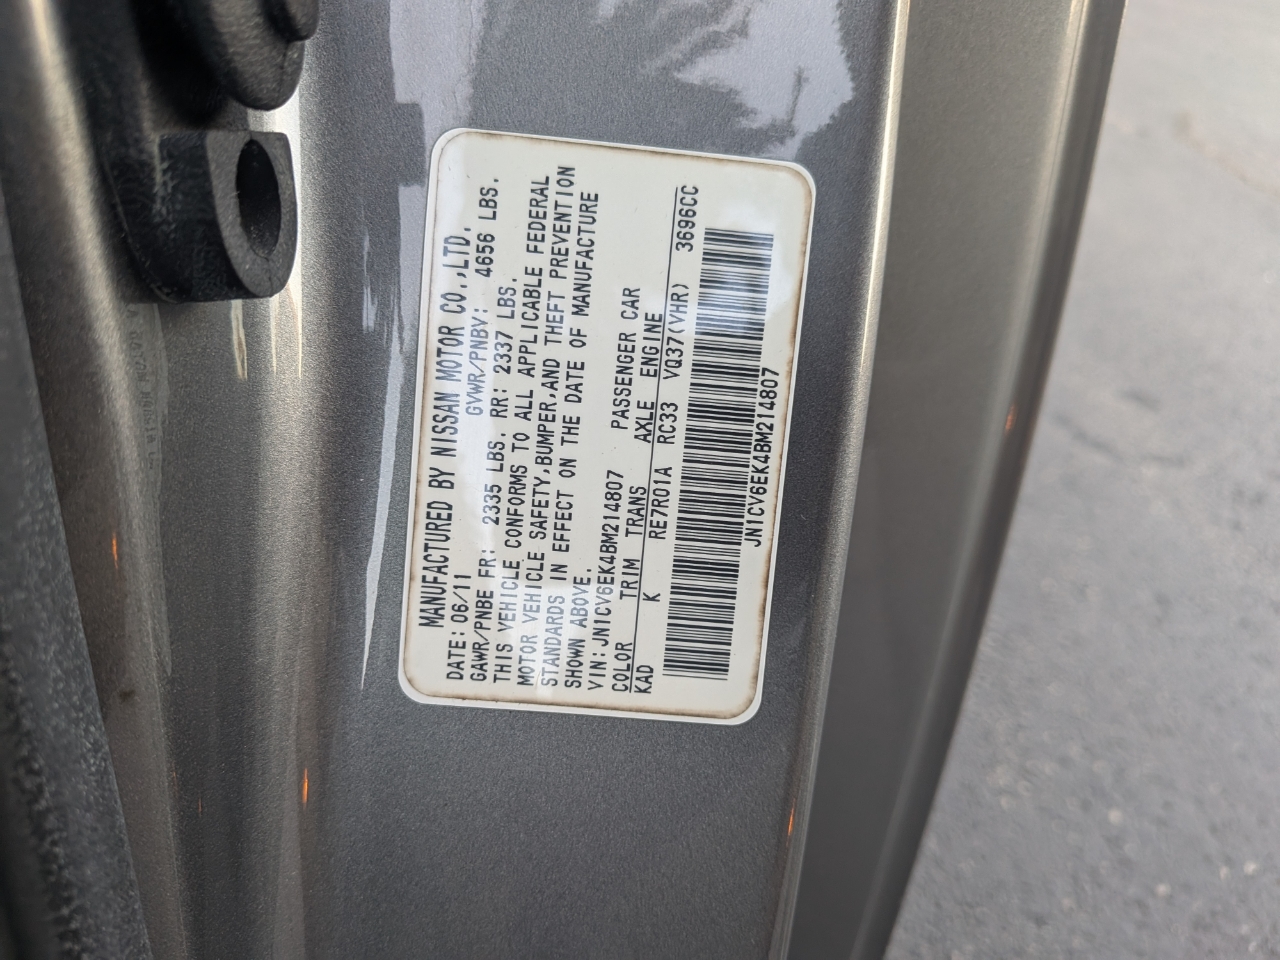 MANUFACTURED BY NISSAN MOTOR CO.,LTD.
DATE: 06/11 GVWR/PNBV: 4656 LBS.
GAWR/PNBE FR: 2335 LBS. RR: 2337 LBS.
THIS VEHICLE CONFORMS TO ALL APPLICABLE FEDERAL
MOTOR VEHICLE SAFETY,BUMPER,AND THEFT PREVENTION
STANDARDS IN EFFECT ON THE DATE OF MANUFACTURE
SHOWN ABOVE.
VIN: JN1CV6EK4BM214807 PASSENGER CAR
COLOR TRIM TRANS AXLE ENGINE
KAD K RE7R01A RC33 VQ37(VHR) 3696CC
JN1CV6EK4BM214807